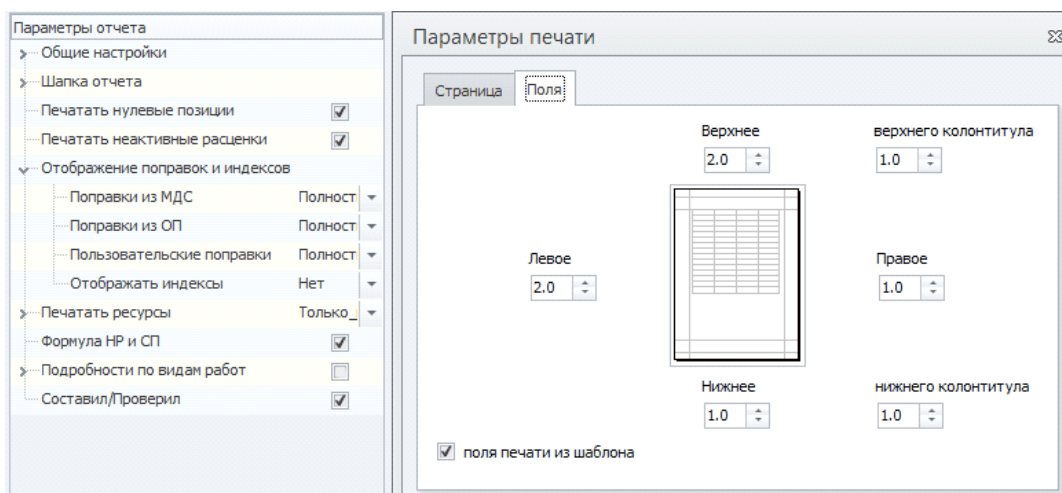 Параметры отчета
Общие настройки
Шапка отчета
Печатать нулевые позиции
Печатать неактивные расценки
Отображение поправок и индексов
Поправки из МДС Полност
Поправки из ОП Полност
Пользовательские поправки Полност
Отображать индексы Нет
Печатать ресурсы Только_
Формула НР и СП
Подробности по видам работ
Составил/Проверил
Параметры печати
Страница Поля
Верхнее верхнего колонтитула
2.0 1.0
Левое Правое
2.0 1.0
Нижнее нижнего колонтитула
1.0 1.0
поля печати из шаблона